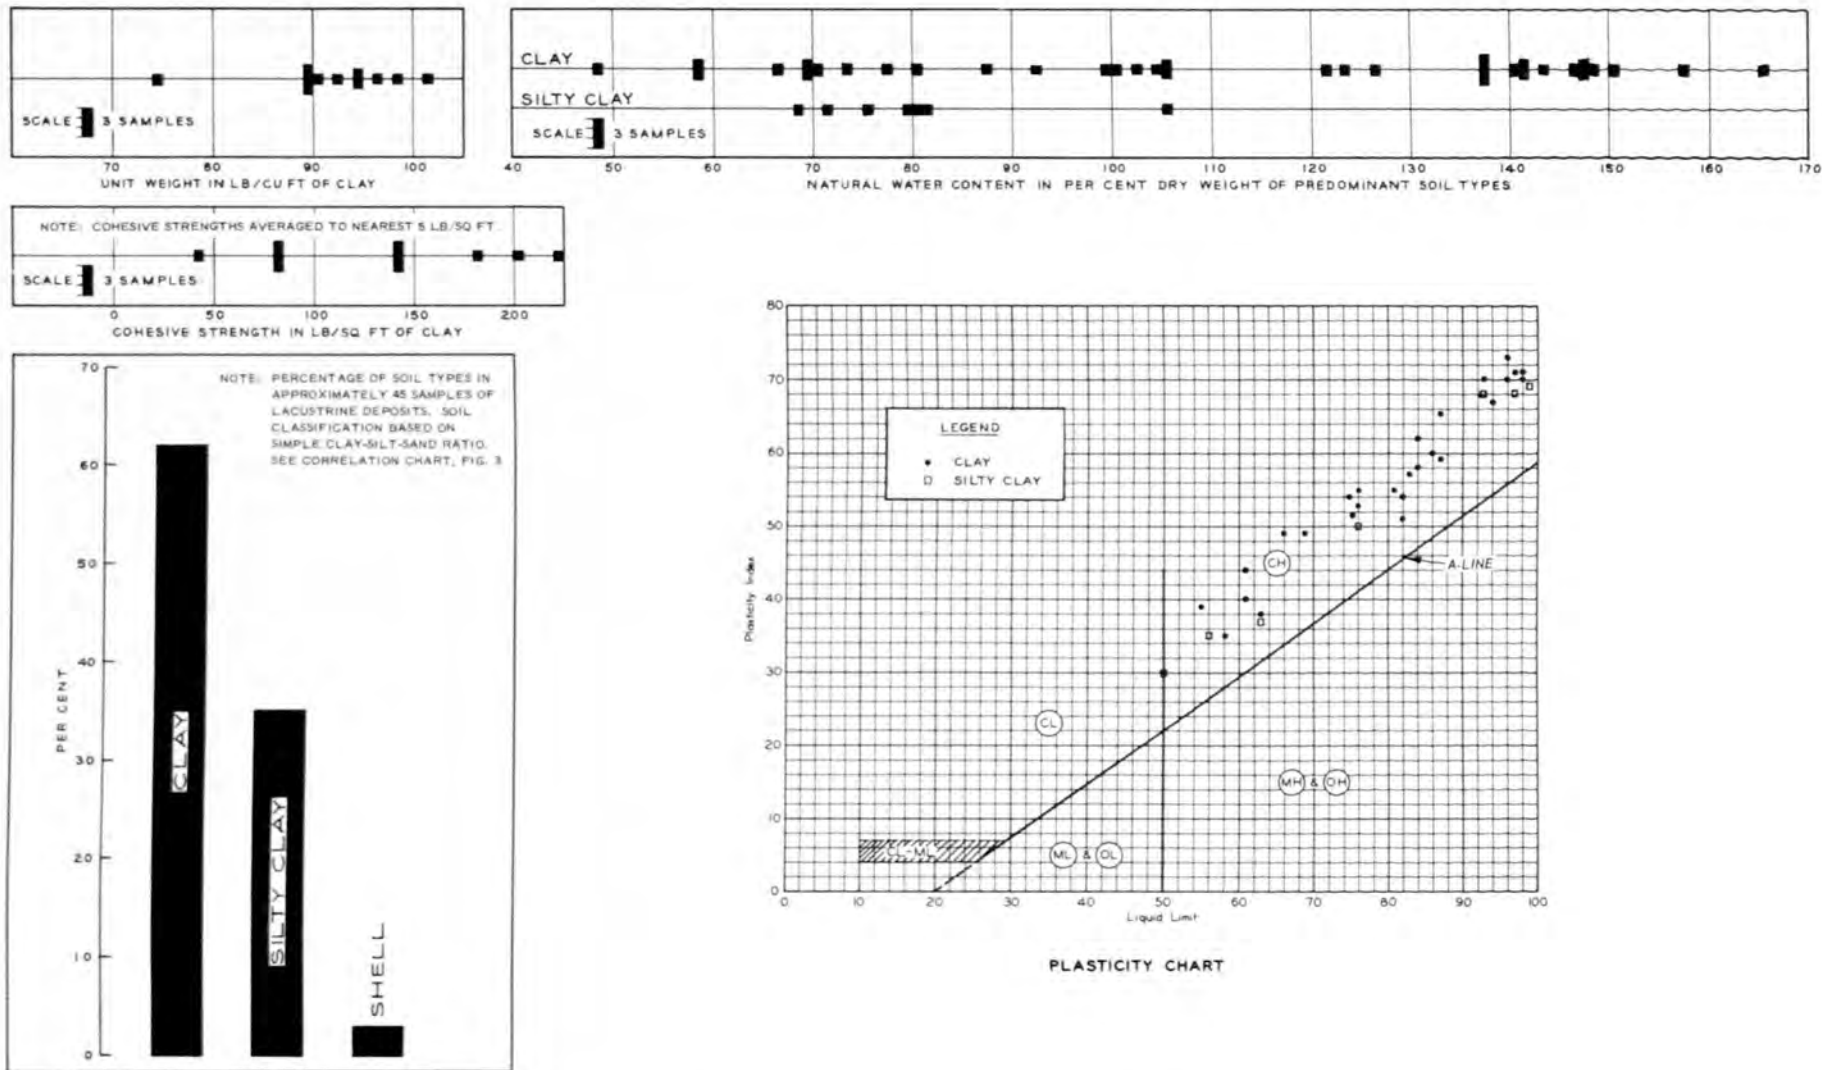 SCALE 3 SAMPLES
70 80 90 100
UNIT WEIGHT IN LB/CU FT OF CLAY
CLAY
SILTY CLAY
SCALE 3 SAMPLES
40 50 60 70 80 90 100 110 120 130 140 150 160 170
NATURAL WATER CONTENT IN PER CENT DRY WEIGHT OF PREDOMINANT SOIL TYPES
NOTE: COHESIVE STRENGTHS AVERAGED TO NEAREST 5 LB/SQ FT.
SCALE 3 SAMPLES
0 50 100 150 200
COHESIVE STRENGTH IN LB/SQ FT OF CLAY
NOTE: PERCENTAGE OF SOIL TYPES IN
APPROXIMATELY 45 SAMPLES OF
LACUSTRINE DEPOSITS. SOIL
CLASSIFICATION BASED ON
SIMPLE CLAY-SILT-SAND RATIO.
SEE CORRELATION CHART, FIG. 3
70
60
50
40
30
20
10
0
PER CENT
CLAY
SILTY CLAY
SHELL
80
70
60
50
40
30
20
10
0
Plasticity Index
LEGEND
CLAY
SILTY CLAY
CH
A-LINE
CL
MH & OH
CL-ML
ML & OL
0 10 20 30 40 50 60 70 80 90 100
Liquid Limit
PLASTICITY CHART